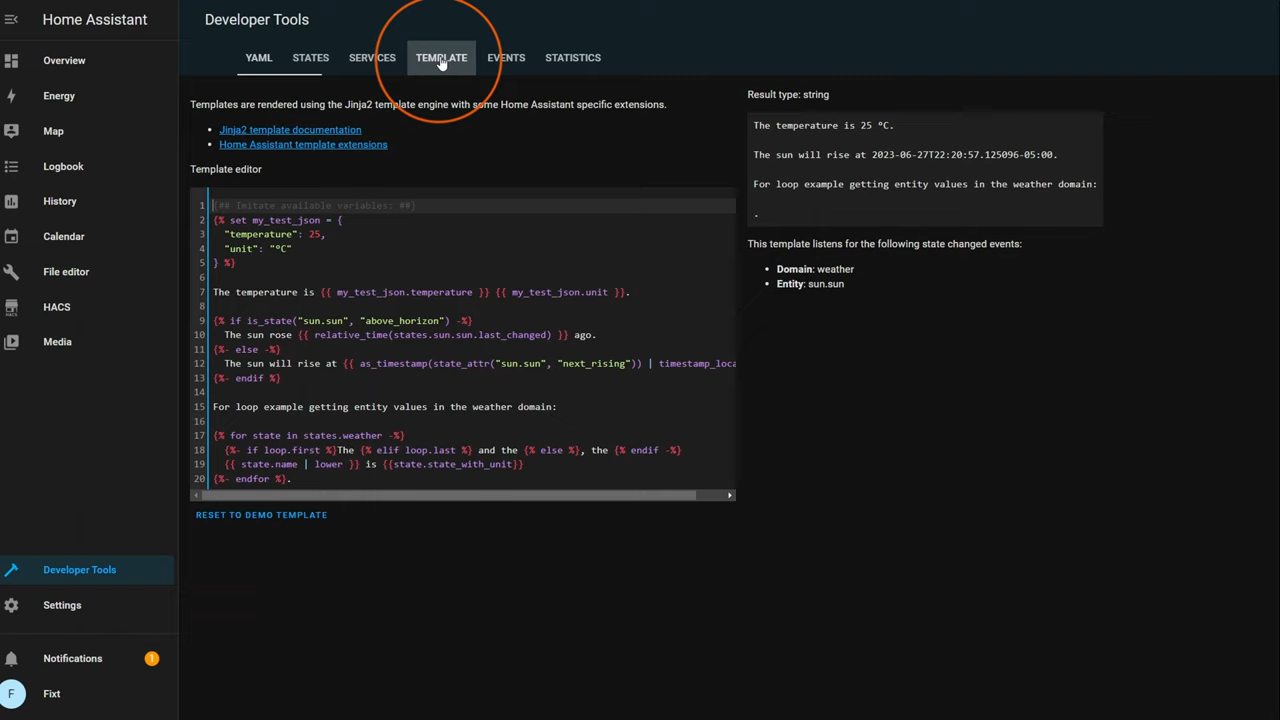 Home Assistant
Overview
Energy
Map
Logbook
History
Calendar
File editor
HACS
HACS
Media
Developer Tools
Settings
Notifications 1
F Fixt
Developer Tools
YAML STATES SERVICES TEMPLATE EVENTS STATISTICS
Templates are rendered using the Jinja2 template engine with some Home Assistant specific extensions.
Jinja2 template documentation
Home Assistant template extensions
Template editor
1 {## Imitate available variables: ##}
2 {% set my_test_json = {
3 "temperature": 25,
4 "unit": "°C"
5 } %}
6
7 The temperature is {{ my_test_json.temperature }} {{ my_test_json.unit }}.
8
9 {% if is_state("sun.sun", "above_horizon") -%}
10 The sun rose {{ relative_time(states.sun.sun.last_changed) }} ago.
11 {%- else -%}
12 The sun will rise at {{ as_timestamp(state_attr("sun.sun", "next_rising")) | timestamp_loca
13 {%- endif %}
14
15 For loop example getting entity values in the weather domain:
16
17 {% for state in states.weather -%}
18 {%- if loop.first %}The {% elif loop.last %} and the {% else %}, the {% endif -%}
19 {{ state.name | lower }} is {{state.state_with_unit}}
20 {%- endfor %}.
RESET TO DEMO TEMPLATE
Result type: string
The temperature is 25 °C.
The sun will rise at 2023-06-27T22:20:57.125096-05:00.
For loop example getting entity values in the weather domain:
.
This template listens for the following state changed events:
Domain: weather
Entity: sun.sun